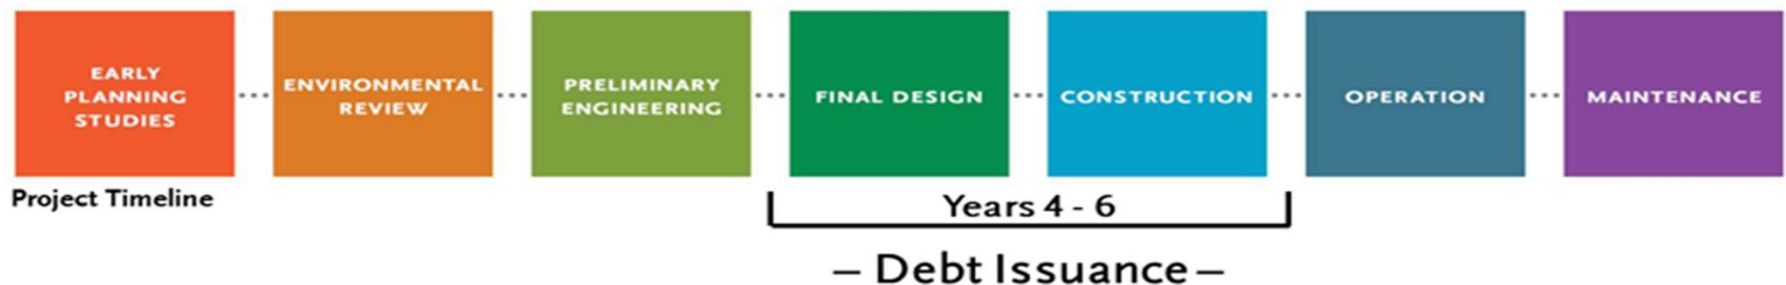 EARLY
PLANNING
STUDIES
ENVIRONMENTAL
REVIEW
PRELIMINARY
ENGINEERING
FINAL DESIGN
CONSTRUCTION
OPERATION
MAINTENANCE
Project Timeline
Years 4 - 6
– Debt Issuance –